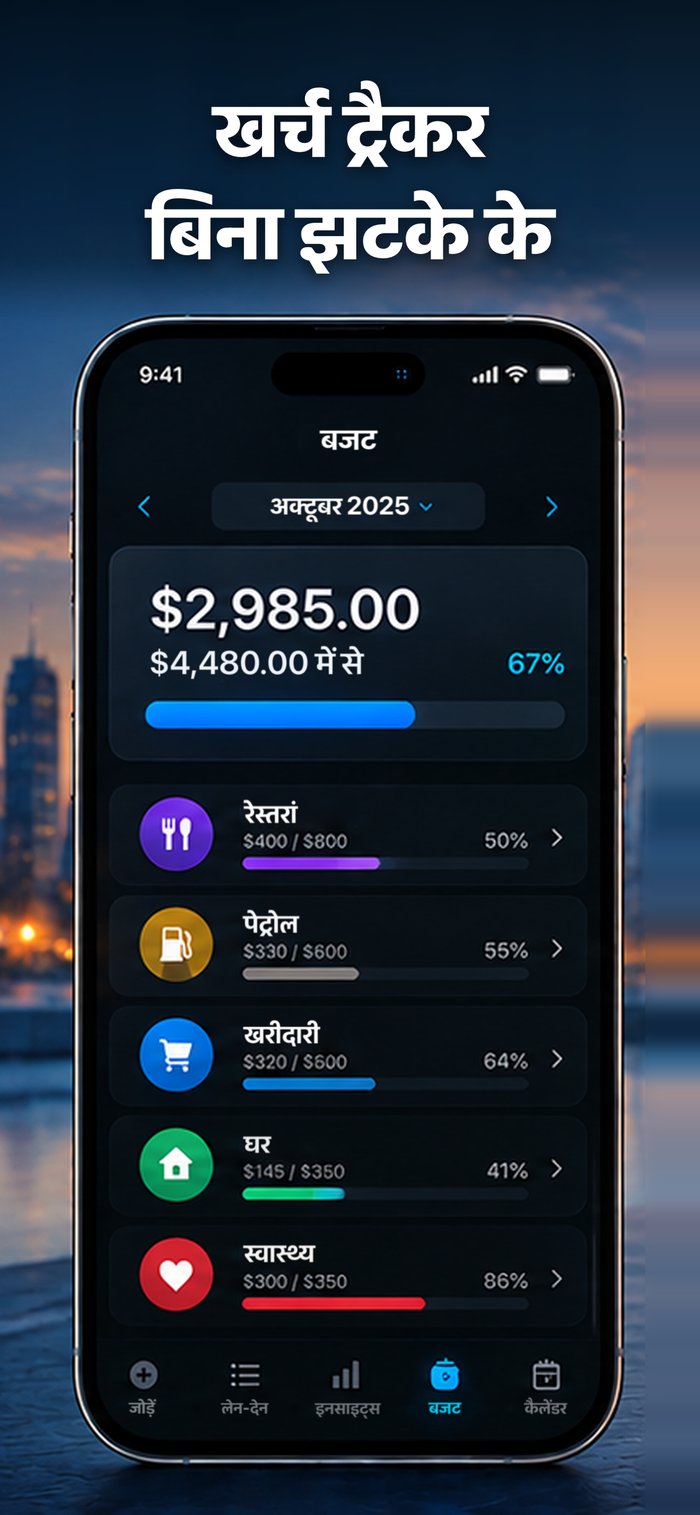 खर्च ट्रैकर
बिना झटके के
9:41
बजट
अक्टूबर 2025
$2,985.00
$4,480.00 में से
67%
रेस्तरां
$400 / $800
50%
पेट्रोल
$330 / $600
55%
खरीदारी
$320 / $600
64%
घर
$145 / $350
41%
स्वास्थ्य
$300 / $350
86%
जोड़ें
लेन-देन
इनसाइट्स
बजट
कैलेंडर